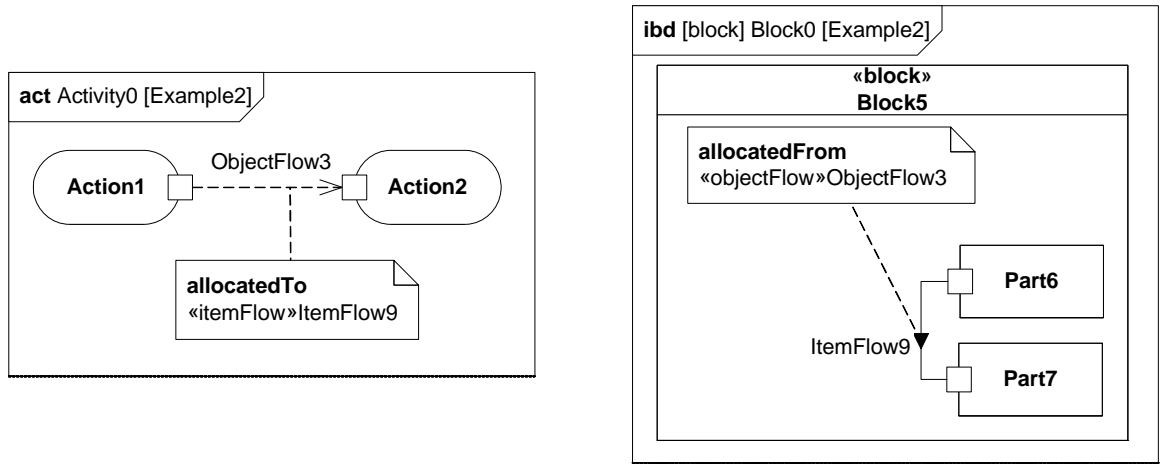 act Activity0 [Example2]
ObjectFlow3
Action1
Action2
allocatedTo
«itemFlow»ItemFlow9
ibd [block] Block0 [Example2]
«block»
Block5
allocatedFrom
«objectFlow»ObjectFlow3
Part6
ItemFlow9
Part7